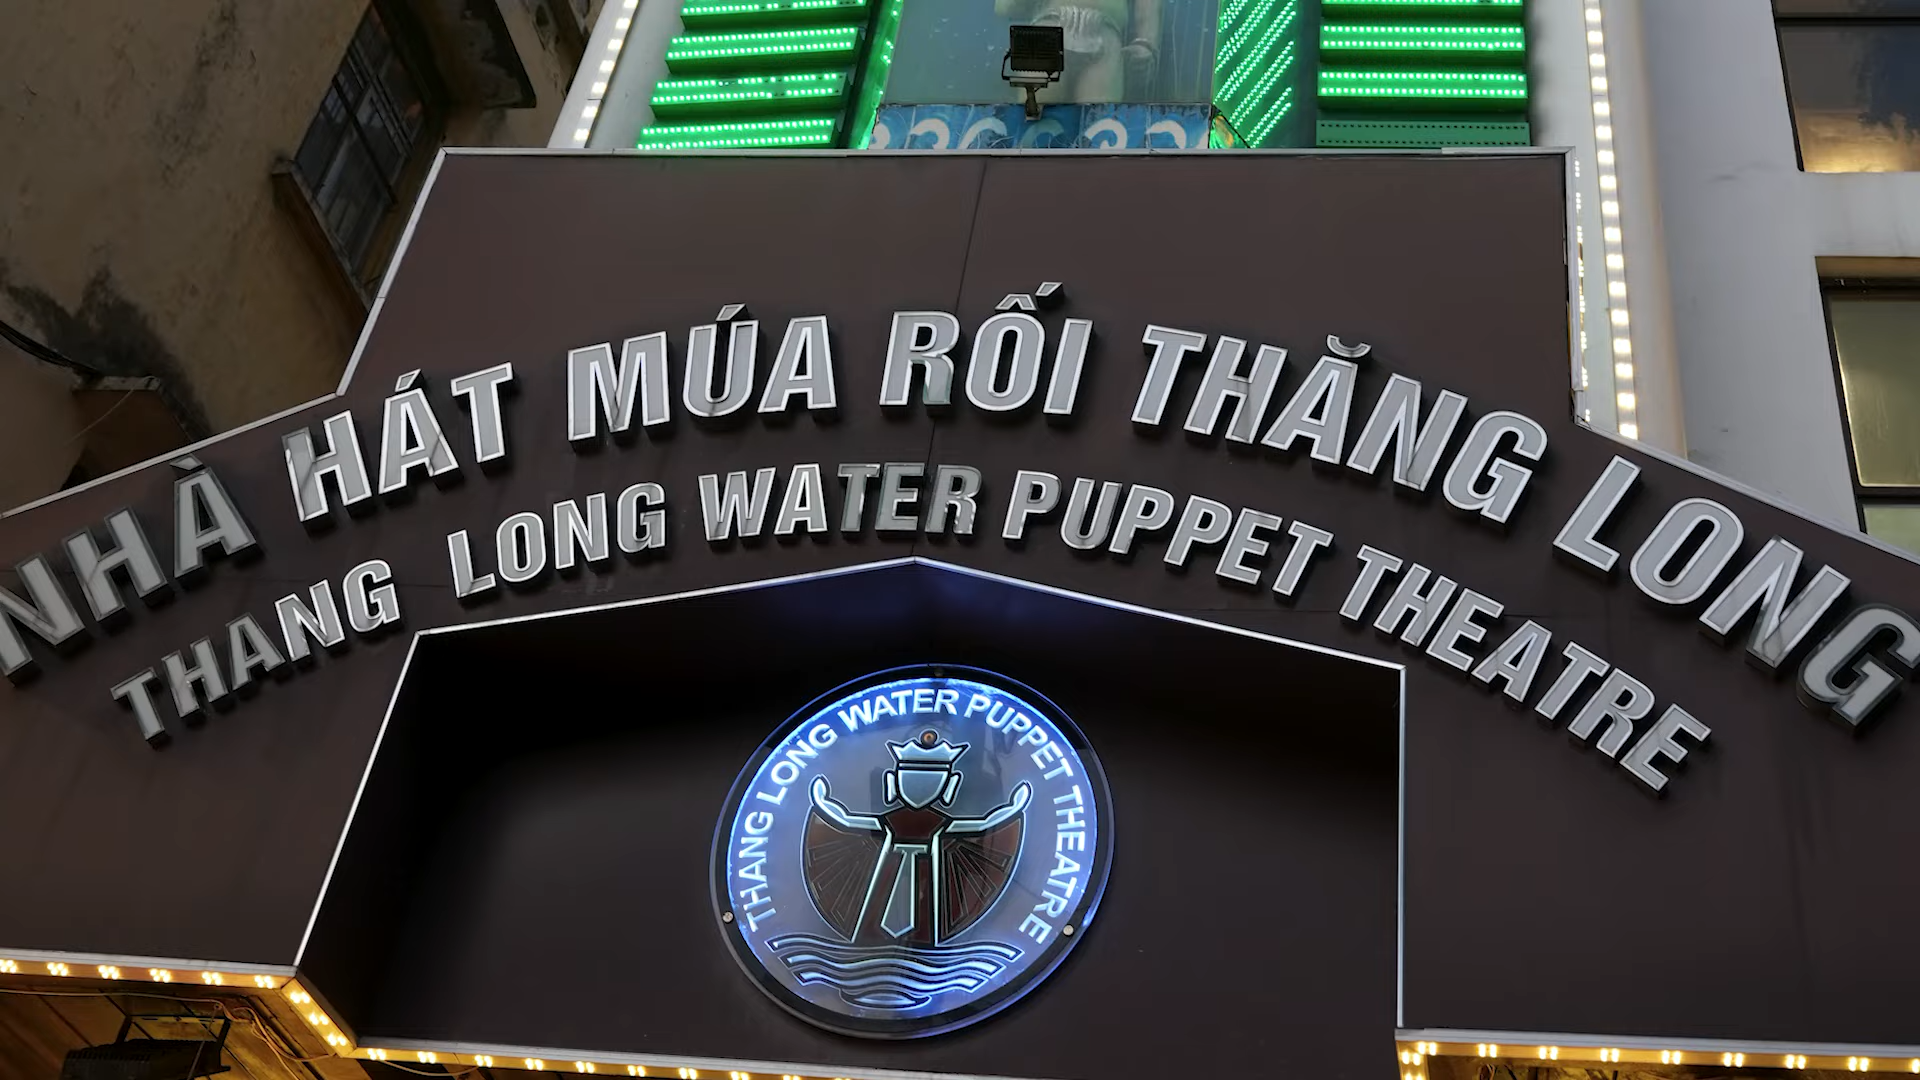 NHÀ HÁT MÚA RỐI THĂNG LONG
THANG LONG WATER PUPPET THEATRE
THANG LONG WATER PUPPET THEATRE